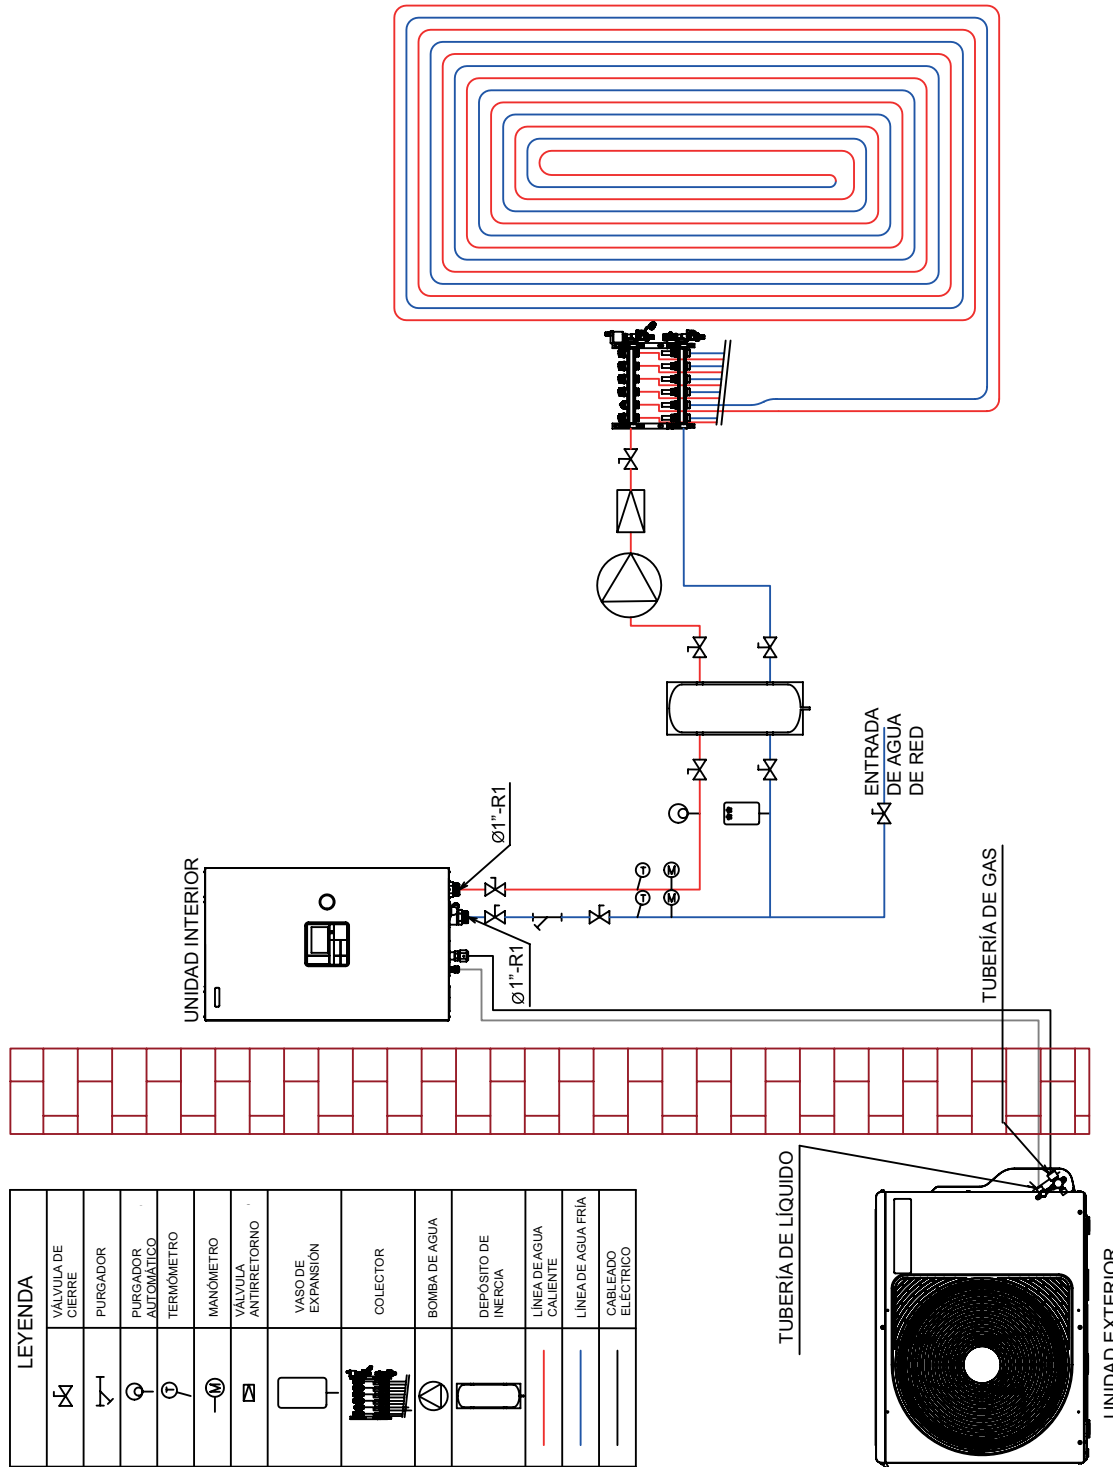 UNIDAD INTERIOR
Ø1"-R1
Ø1"-R1
ENTRADA
DE AGUA
DE RED
TUBERÍA DE GAS
TUBERÍA DE LÍQUIDO
UNIDAD EXTERIOR
LEYENDA
VÁLVULA DE
CIERRE
PURGADOR
PURGADOR
AUTOMÁTICO
T
TERMÓMETRO
M
MANÓMETRO
VÁLVULA
ANTIRRETORNO
VASO DE
EXPANSIÓN
COLECTOR
BOMBA DE AGUA
DEPÓSITO DE
INERCIA
LÍNEA DE AGUA
CALIENTE
LÍNEA DE AGUA FRÍA
CABLEADO
ELÉCTRICO
T
M
T
M